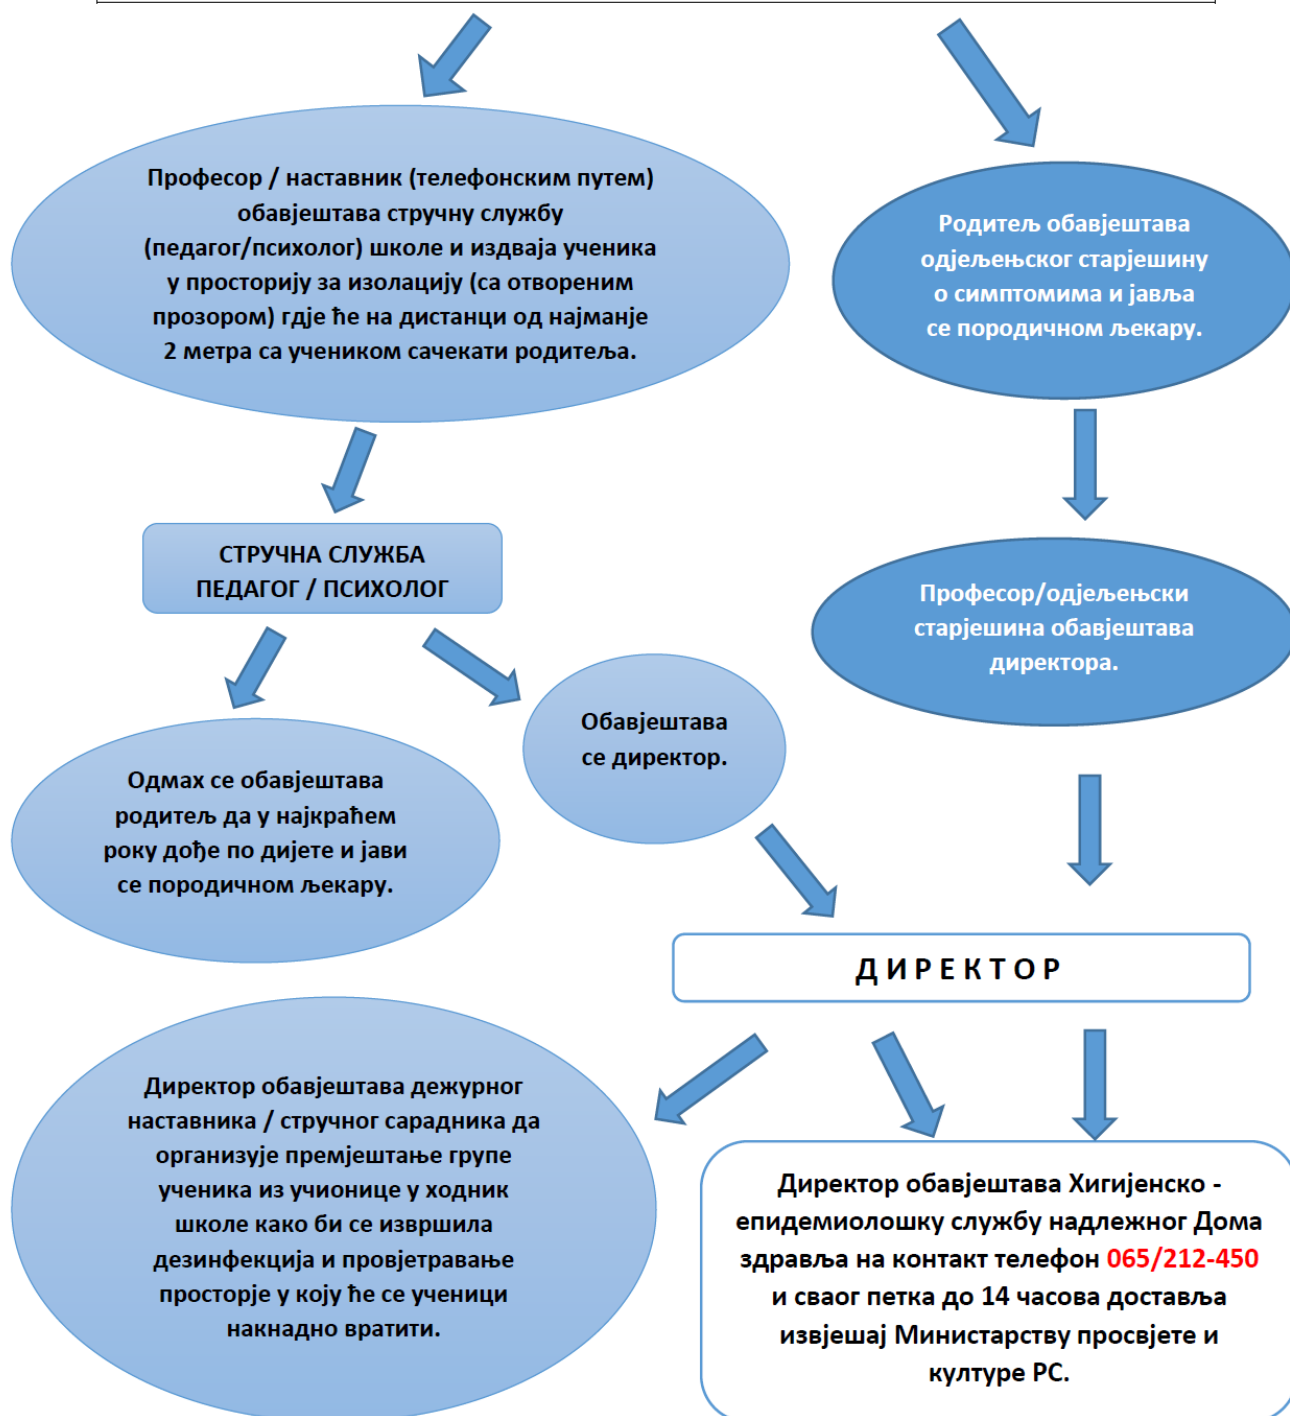 Професор / наставник (телефонским путем)
обавјештава стручну службу
(педагог/психолог) школе и издваја ученика
у просторију за изолацију (са отвореним
прозором) гдје ће на дистанци од најмање
2 метра са учеником сачекати родитеља.
Родитељ обавјештава
одјељењског старјешину
о симптомима и јавља
се породичном љекару.
СТРУЧНА СЛУЖБА
ПЕДАГОГ / ПСИХОЛОГ
Професор/одјељењски
старјешина обавјештава
директора.
Обавјештава
се директор.
Одмах се обавјештава
родитељ да у најкраћем
року дође по дијете и јави
се породичном љекару.
Д И Р Е К Т О Р
Директор обавјештава дежурног
наставника / стручног сарадника да
организује премјештање групе
ученика из учионице у ходник
школе како би се извршила
дезинфекција и провјетравање
просторје у коју ће се ученици
накнадно вратити.
Директор обавјештава Хигијенско -
епидемиолошку службу надлежног Дома
здравља на контакт телефон 065/212-450
и сваог петка до 14 часова доставља
извјешај Министарству просвјете и
културе РС.